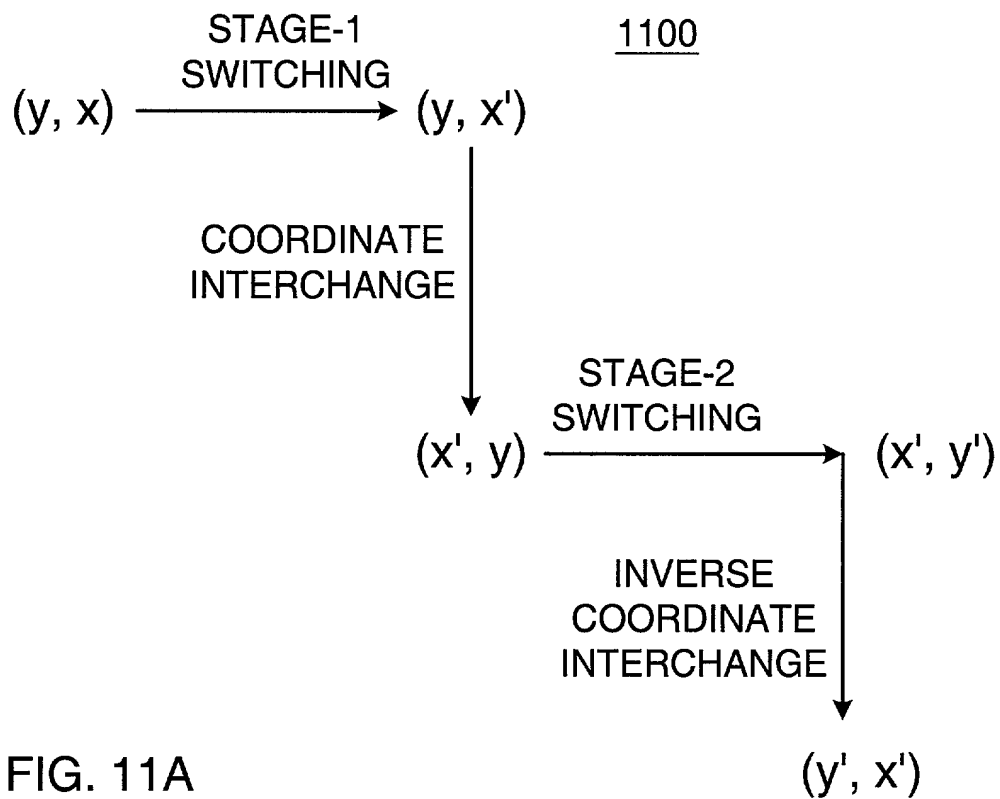 STAGE-1
SWITCHING
1100
(y, x)
(y, x')
COORDINATE
INTERCHANGE
STAGE-2
SWITCHING
(x', y)
(x', y')
INVERSE
COORDINATE
INTERCHANGE
FIG. 11A
(y', x')